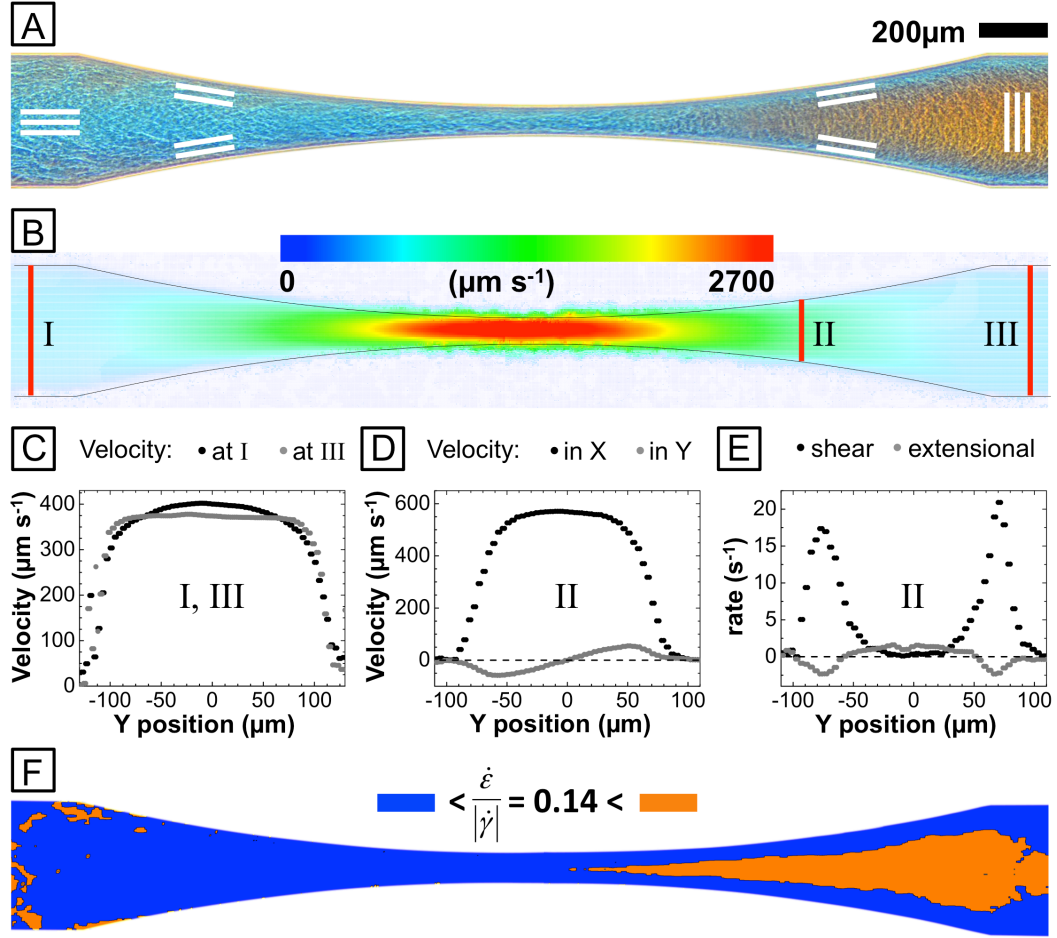 A
200µm
B
0 (µm s⁻¹) 2700
I
II
III
C Velocity: • at I • at III
D Velocity: • in X • in Y
E • shear • extensional
Velocity (µm s⁻¹)
400
300
200
100
0
I, III
-100 -50 0 50 100
Y position (µm)
Velocity (µm s⁻¹)
600
400
200
0
II
-100 -50 0 50 100
Y position (µm)
rate (s⁻¹)
20
15
10
5
0
II
-100 -50 0 50 100
Y position (µm)
F
< ε̇ / |γ̇| = 0.14 <